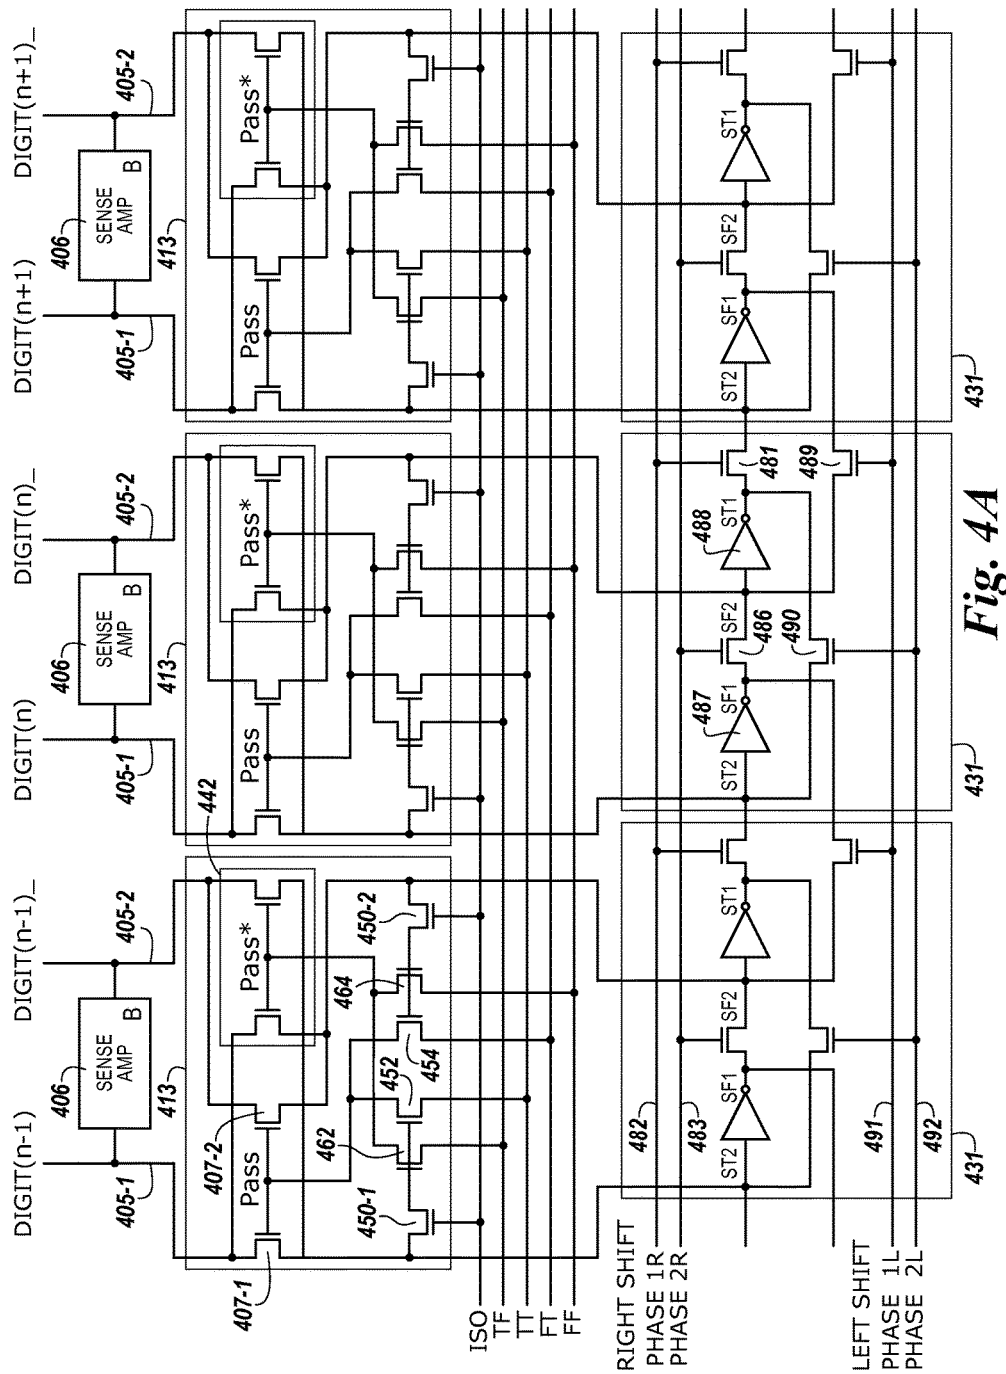 DIGIT(n-1)
DIGIT(n-1)_
DIGIT(n)
DIGIT(n)_
DIGIT(n+1)
DIGIT(n+1)_
406
SENSE
AMP
B
405-1
405-2
406
SENSE
AMP
B
405-1
405-2
406
SENSE
AMP
B
405-1
405-2
413
442
413
413
407-1
Pass
407-2
Pass*
Pass
Pass*
Pass
Pass*
450-1
462
452
454
464
450-2
ISO
TF
TT
FT
FF
RIGHT SHIFT
PHASE 1R
PHASE 2R
482
483
ST2
SF1
SF2
ST1
ST2
SF1
SF2
ST1
ST2
SF1
SF2
ST1
487
486
488
481
490
489
LEFT SHIFT
PHASE 1L
PHASE 2L
491
492
431
431
431
Fig. 4A